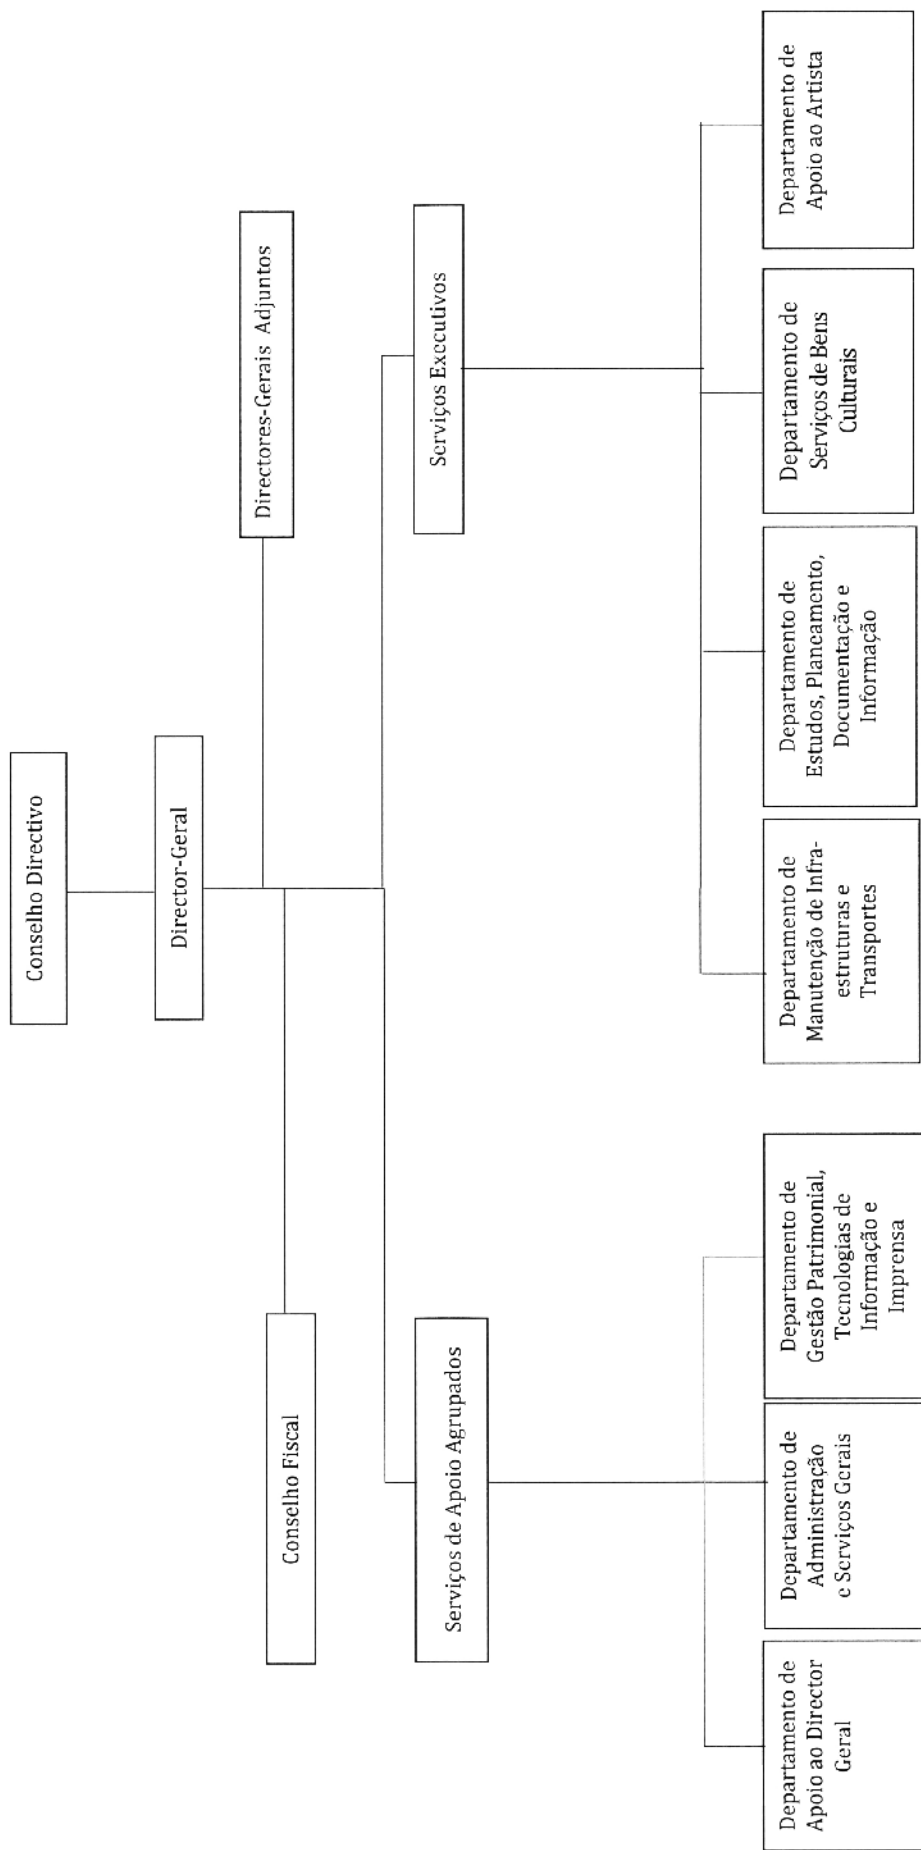 Conselho Directivo
Director-Geral
Directores-Gerais Adjuntos
Conselho Fiscal
Serviços de Apoio Agrupados
Serviços Executivos
Departamento de
Apoio ao Director
Geral
Departamento de
Administração
e Serviços Gerais
Departamento de
Gestão Patrimonial,
Tecnologias de
Informação e
Imprensa
Departamento de
Manutenção de Infra-
estruturas e
Transportes
Departamento de
Estudos, Planeamento,
Documentação e
Informação
Departamento de
Serviços de Bens
Culturais
Departamento de
Apoio ao Artista